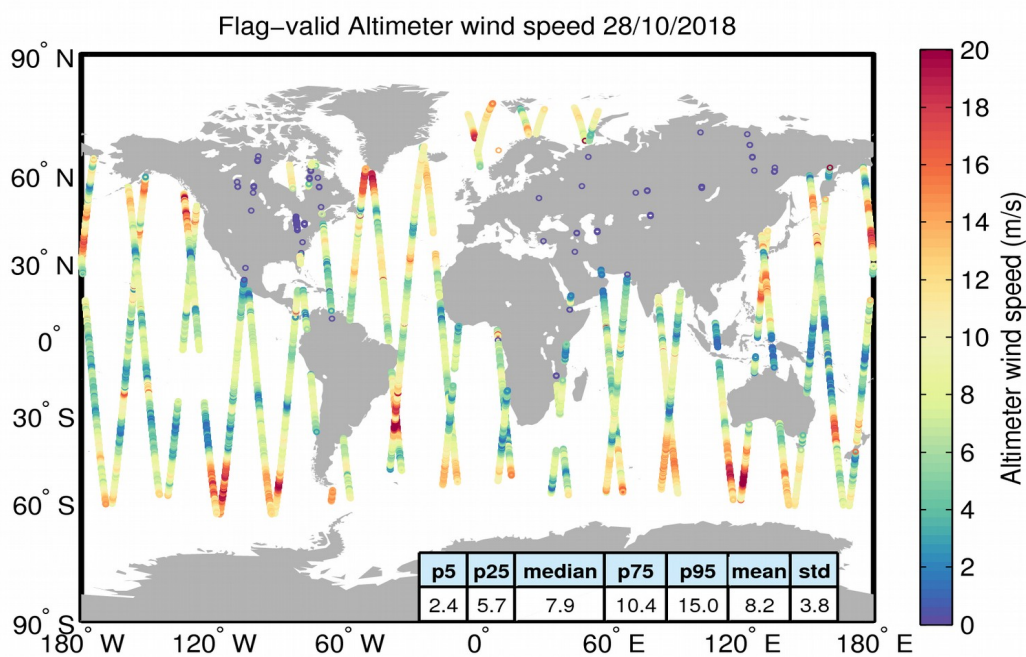 Flag−valid Altimeter wind speed 28/10/2018
90° N
60° N
30° N
0°
30° S
60° S
90° S
180° W
120° W
60° W
0°
60° E
120° E
180° E
p5 p25 median p75 p95 mean std
2.4 5.7 7.9 10.4 15.0 8.2 3.8
20
18
16
14
12
10
8
6
4
2
0
Altimeter wind speed (m/s)